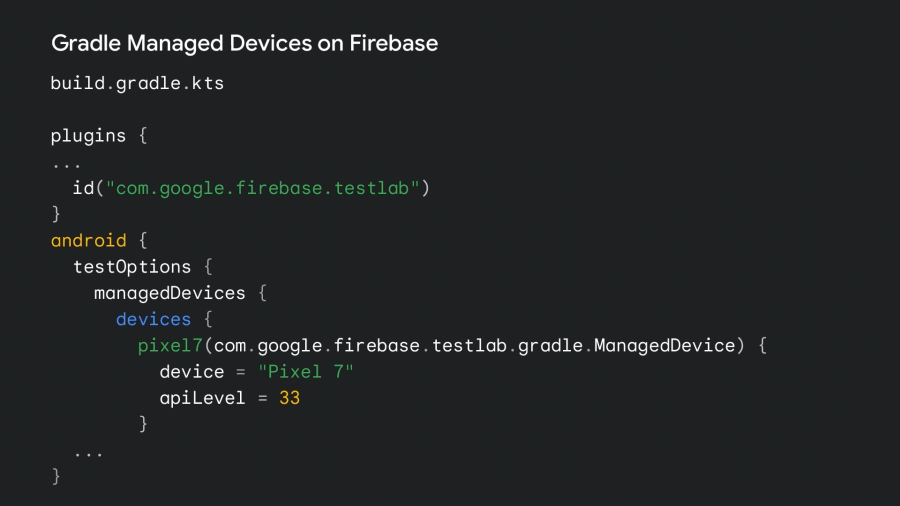 Gradle Managed Devices on Firebase
build.gradle.kts
plugins {
...
id("com.google.firebase.testlab")
}
android {
testOptions {
managedDevices {
devices {
pixel7(com.google.firebase.testlab.gradle.ManagedDevice) {
device = "Pixel 7"
apiLevel = 33
}
...
}